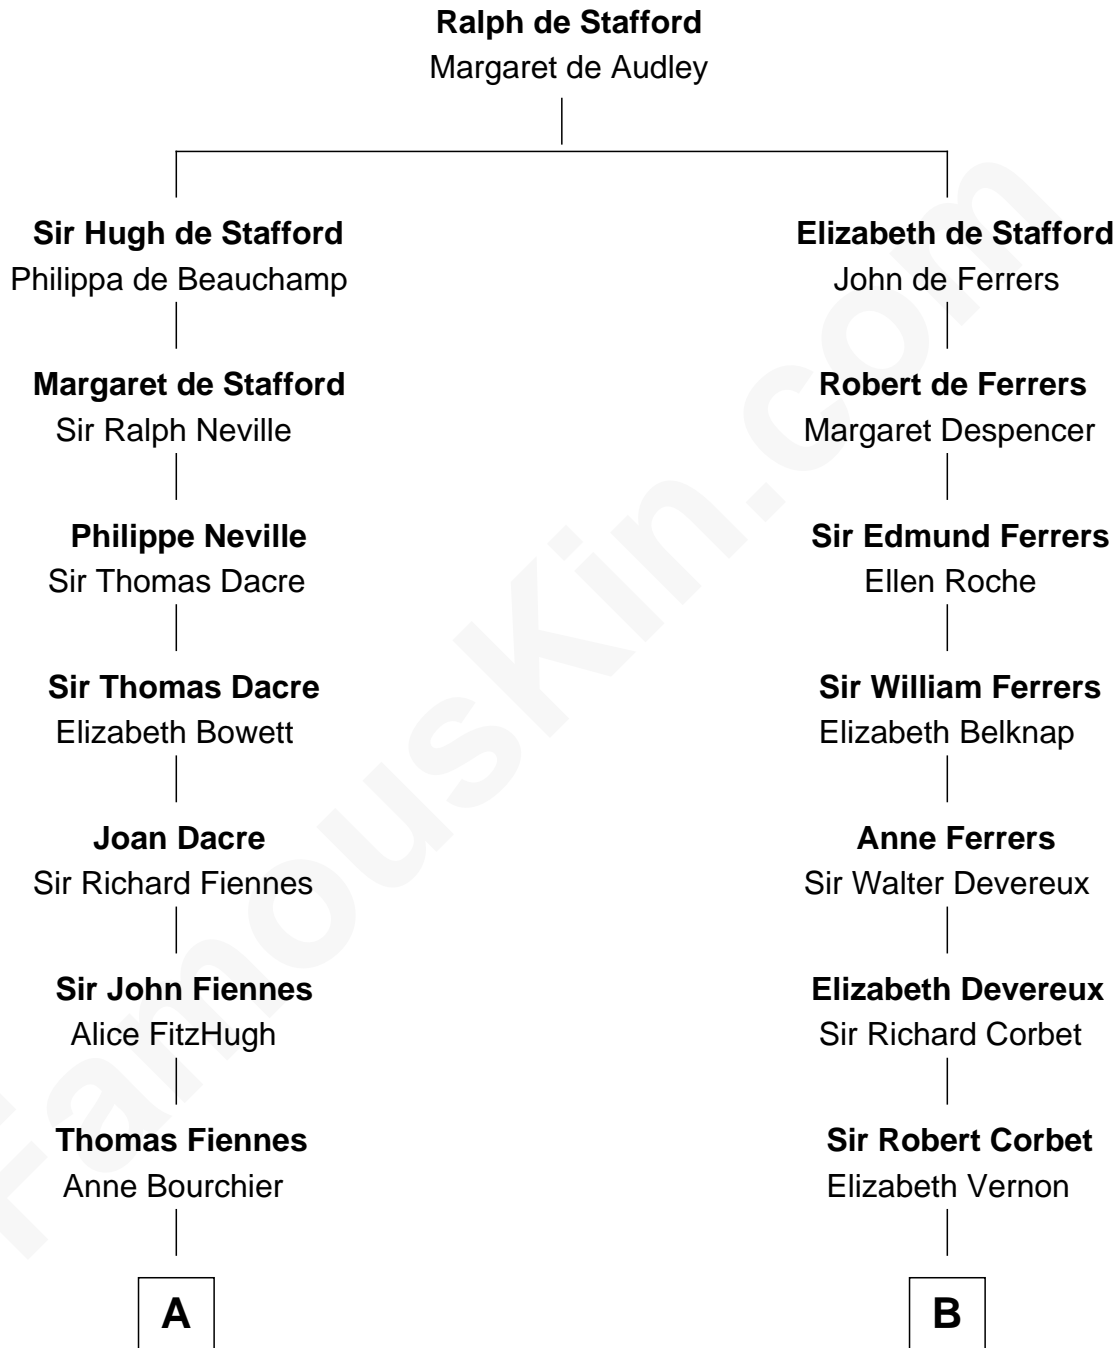 Ralph de Stafford
Margaret de Audley
Sir Hugh de Stafford
Philippa de Beauchamp
Margaret de Stafford
Sir Ralph Neville
Philippe Neville
Sir Thomas Dacre
Sir Thomas Dacre
Elizabeth Bowett
Joan Dacre
Sir Richard Fiennes
Sir John Fiennes
Alice FitzHugh
Thomas Fiennes
Anne Bourchier
A
Elizabeth de Stafford
John de Ferrers
Robert de Ferrers
Margaret Despencer
Sir Edmund Ferrers
Ellen Roche
Sir William Ferrers
Elizabeth Belknap
Anne Ferrers
Sir Walter Devereux
Elizabeth Devereux
Sir Richard Corbet
Sir Robert Corbet
Elizabeth Vernon
B
FamousKin.com